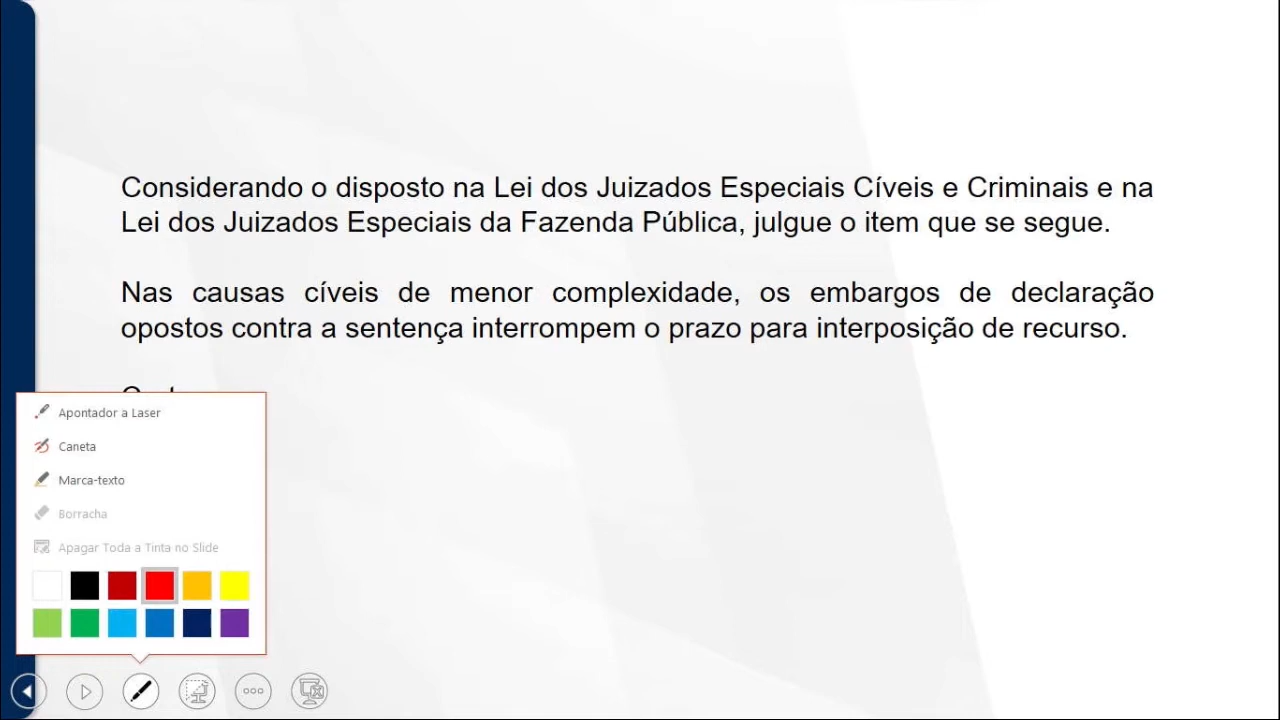 Considerando o disposto na Lei dos Juizados Especiais Cíveis e Criminais e na
Lei dos Juizados Especiais da Fazenda Pública, julgue o item que se segue.
Nas causas cíveis de menor complexidade, os embargos de declaração
opostos contra a sentença interrompem o prazo para interposição de recurso.
Apontador a Laser
Caneta
Marca-texto
Borracha
Apagar Toda a Tinta no Slide